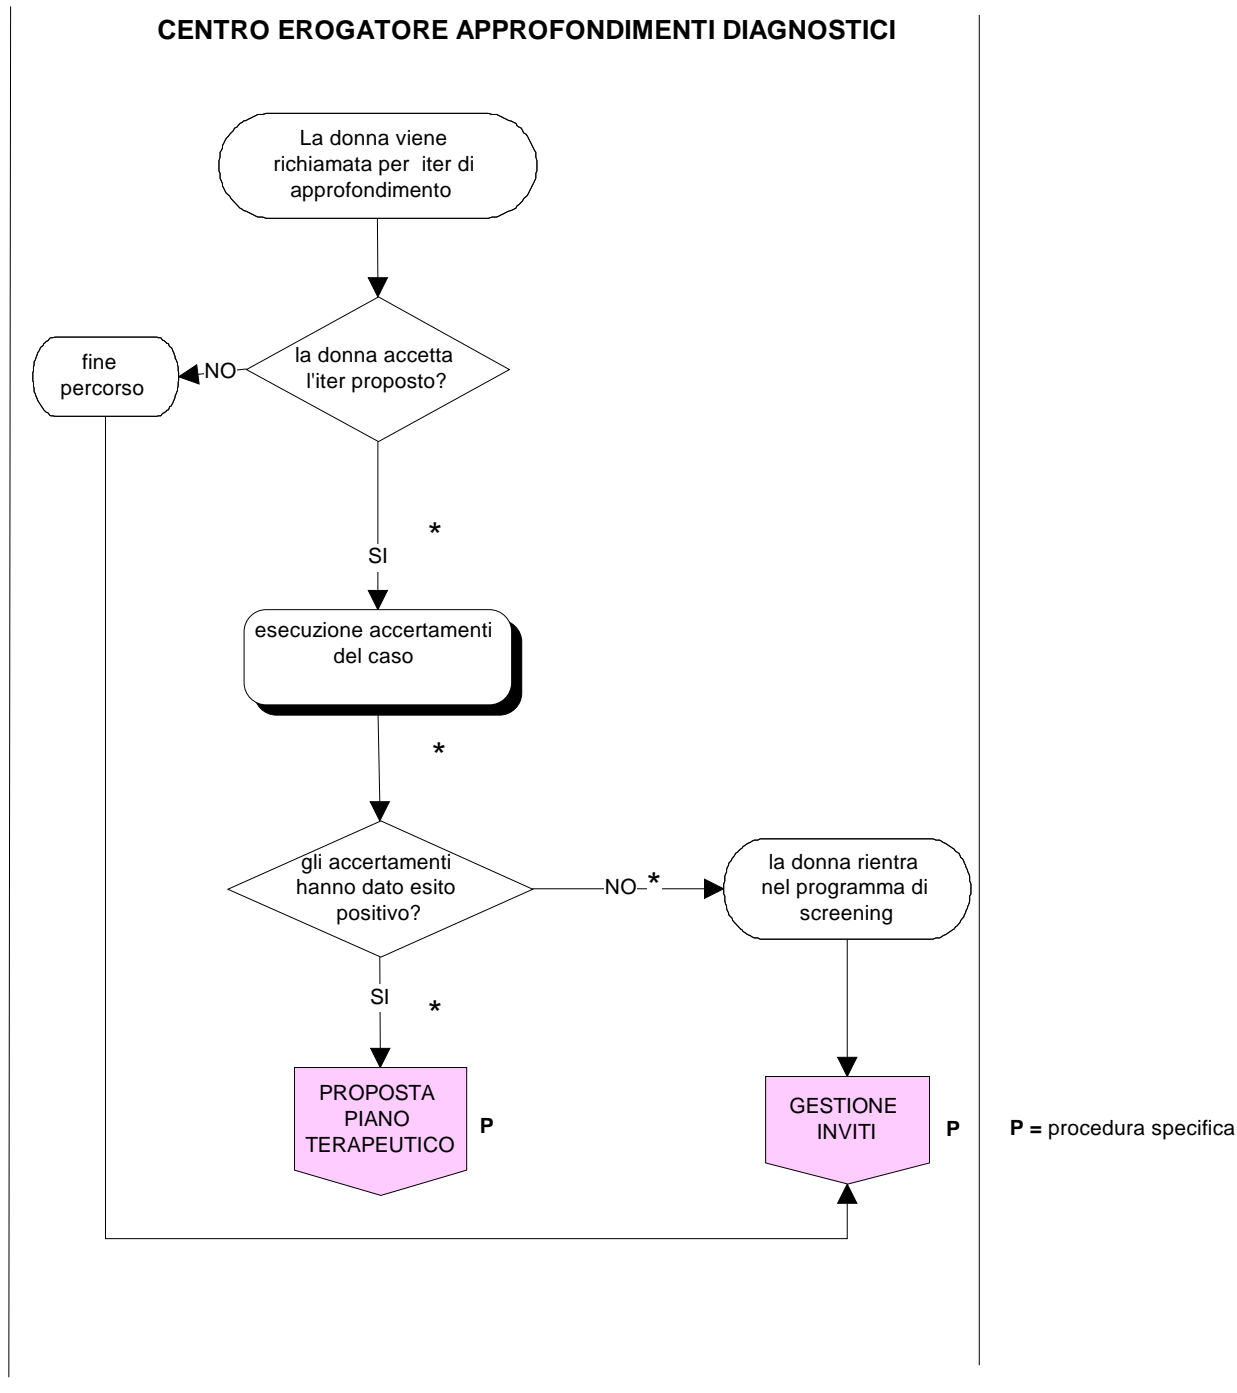 CENTRO EROGATORE APPROFONDIMENTI DIAGNOSTICI
La donna viene
richiamata per iter di
approfondimento
la donna accetta
l'iter proposto?
NO
fine
percorso
*
SI
esecuzione accertamenti
del caso
*
gli accertamenti
hanno dato esito
positivo?
NO *
la donna rientra
nel programma di
screening
SI
*
PROPOSTA
PIANO
TERAPEUTICO
P
GESTIONE
INVITI
P
P = procedura specifica